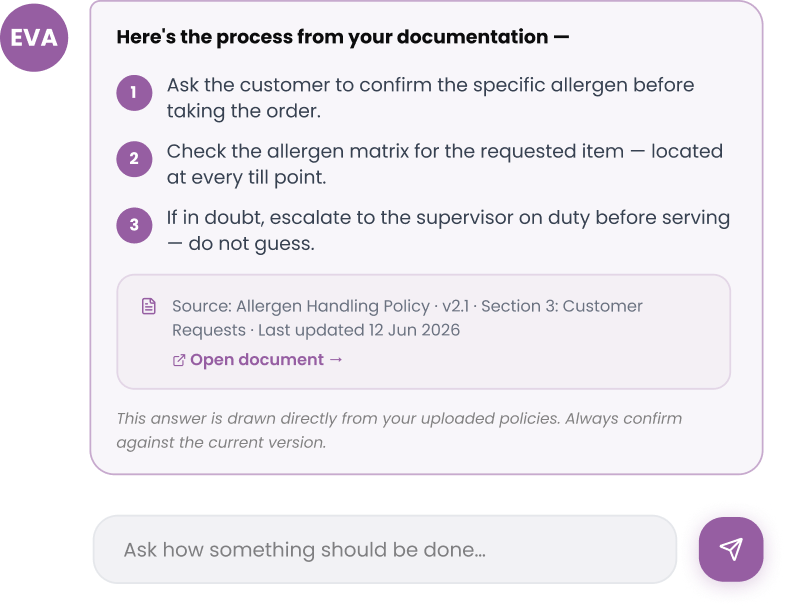 EVA
Here's the process from your documentation —
1
Ask the customer to confirm the specific allergen before
taking the order.
2
Check the allergen matrix for the requested item — located
at every till point.
3
If in doubt, escalate to the supervisor on duty before serving
— do not guess.
Source: Allergen Handling Policy · v2.1 · Section 3: Customer
Requests · Last updated 12 Jun 2026
Open document →
This answer is drawn directly from your uploaded policies. Always confirm
against the current version.
Ask how something should be done...